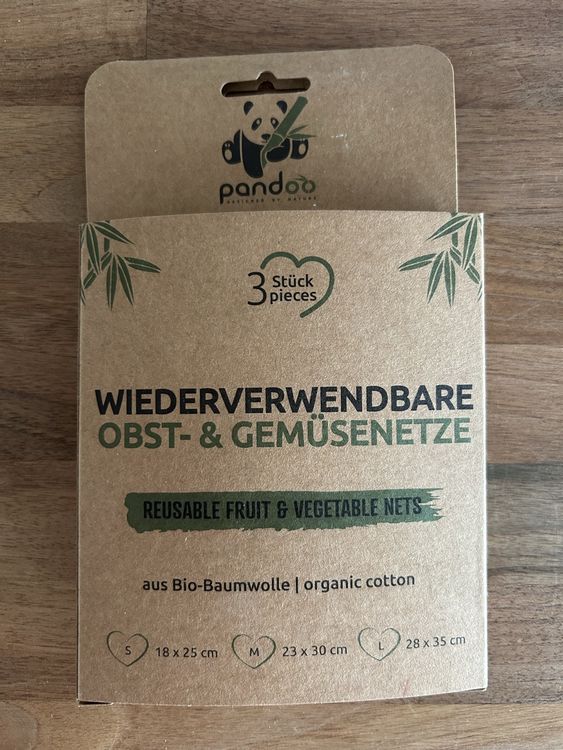 pandoo
DESIGNED BY NATURE
3 Stück
pieces
WIEDERVERWENDBARE
OBST- & GEMÜSENETZE
REUSABLE FRUIT & VEGETABLE NETS
aus Bio-Baumwolle | organic cotton
S 18 x 25 cm M 23 x 30 cm L 28 x 35 cm